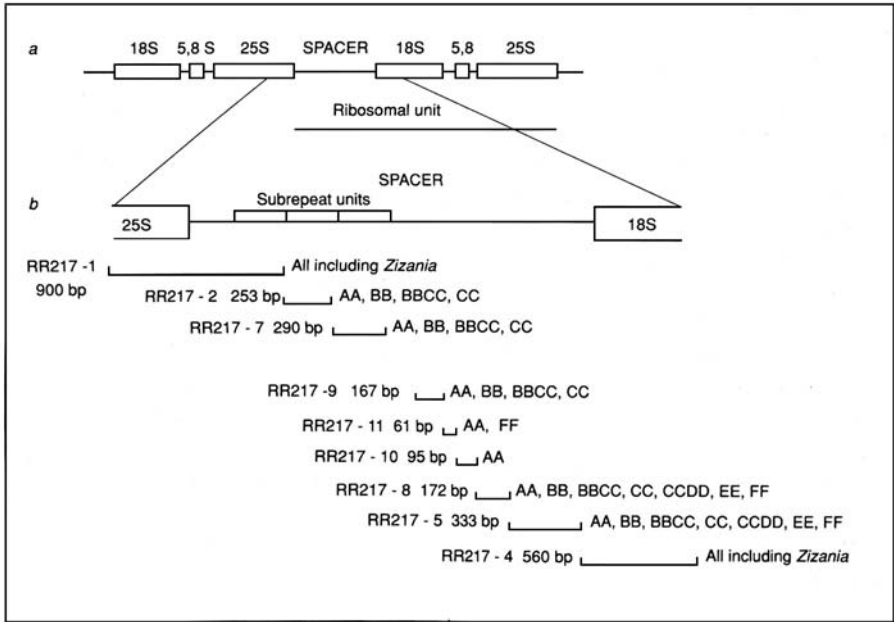 a
18S 5,8 S 25S SPACER 18S 5,8 25S
Ribosomal unit
SPACER
b
Subrepeat units
25S 18S
RR217 -1 All including Zizania
900 bp
RR217 - 2 253 bp AA, BB, BBCC, CC
RR217 - 7 290 bp AA, BB, BBCC, CC
RR217 -9 167 bp AA, BB, BBCC, CC
RR217 - 11 61 bp AA, FF
RR217 - 10 95 bp AA
RR217 - 8 172 bp AA, BB, BBCC, CC, CCDD, EE, FF
RR217 - 5 333 bp AA, BB, BBCC, CC, CCDD, EE, FF
RR217 - 4 560 bp All including Zizania